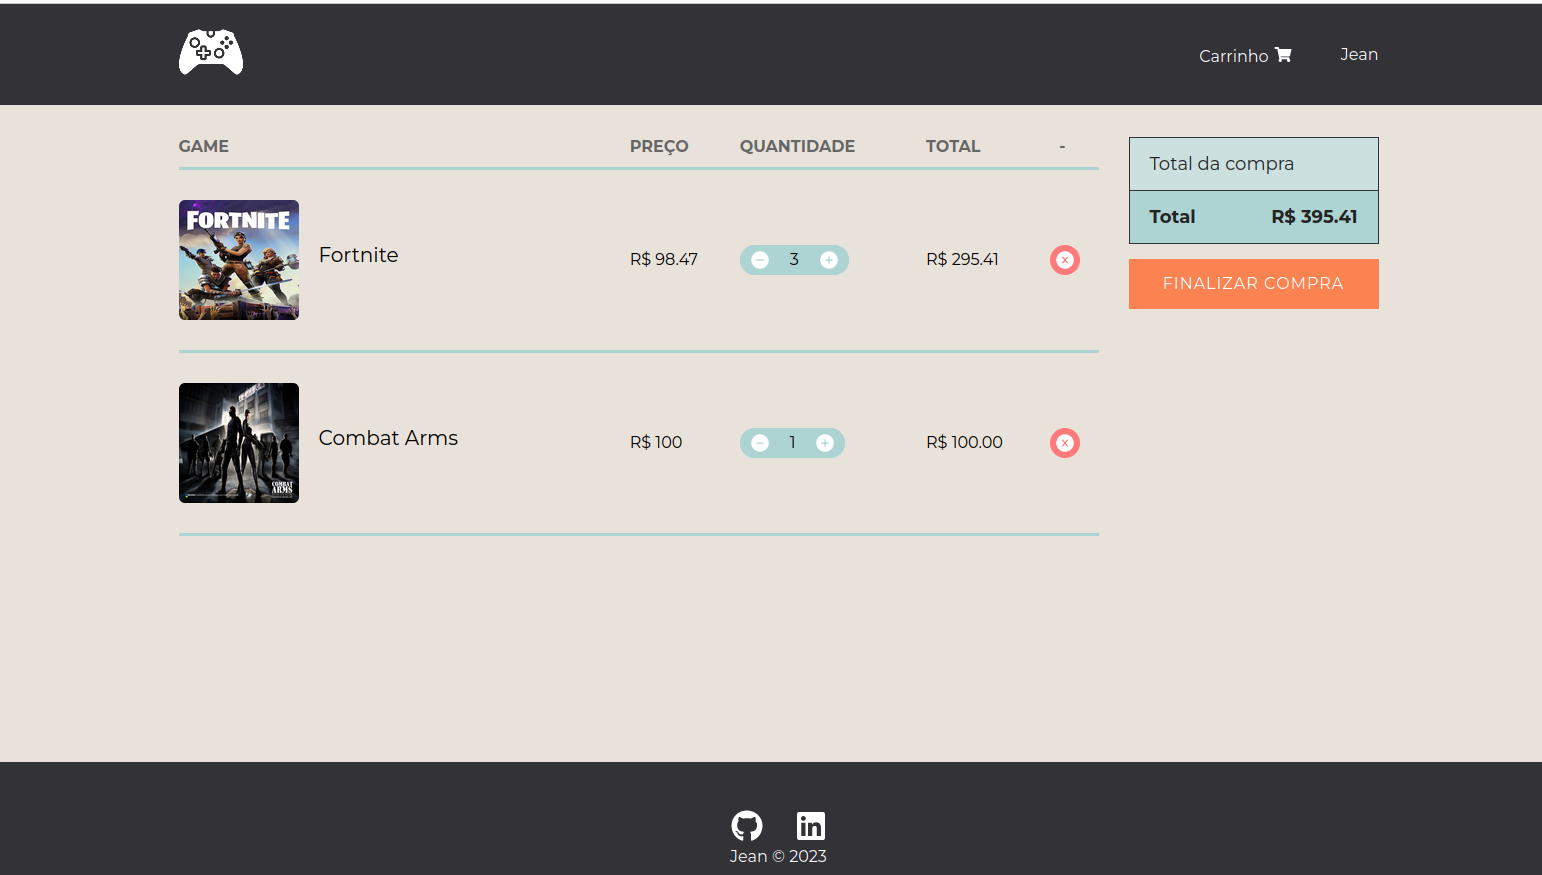 Carrinho Jean
GAME PREÇO QUANTIDADE TOTAL -
FORTNITE
Fortnite R$ 98.47 3 R$ 295.41
COMBAT ARMS
Combat Arms R$ 100 1 R$ 100.00
Total da compra
Total R$ 395.41
FINALIZAR COMPRA
Jean © 2023